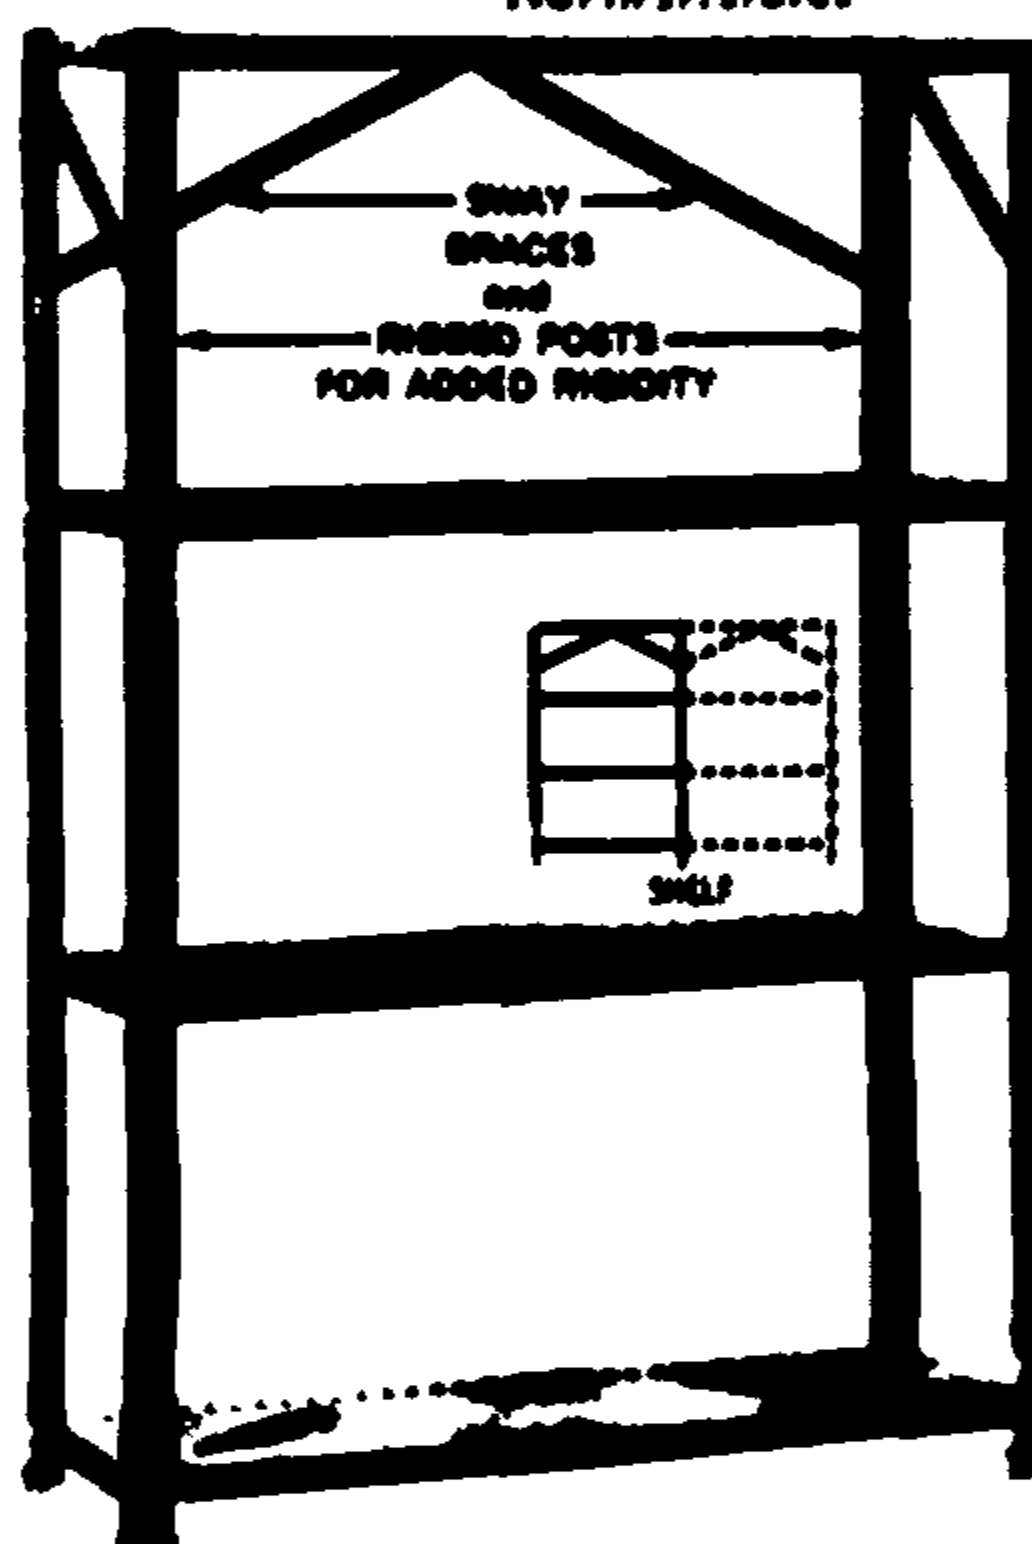 SWAY
BRACES
and
RIBBED POSTS
FOR ADDED RIGIDITY
SHELF